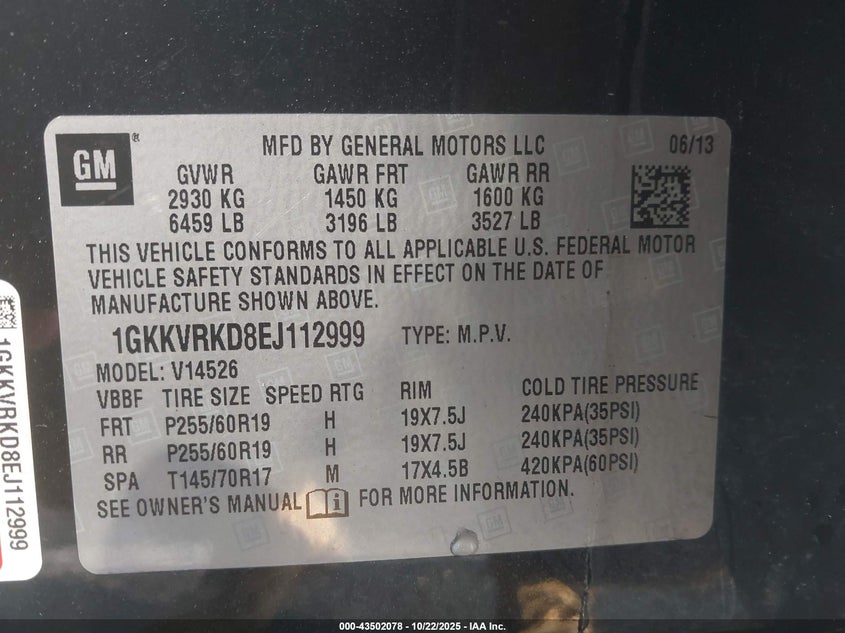 GM
MFD BY GENERAL MOTORS LLC 06/13
GVWR GAWR FRT GAWR RR
2930 KG 1450 KG 1600 KG
6459 LB 3196 LB 3527 LB
THIS VEHICLE CONFORMS TO ALL APPLICABLE U.S. FEDERAL MOTOR
VEHICLE SAFETY STANDARDS IN EFFECT ON THE DATE OF
MANUFACTURE SHOWN ABOVE.
1GKKVRKD8EJ112999 TYPE: M.P.V.
MODEL: V14526
VBBF TIRE SIZE SPEED RTG RIM COLD TIRE PRESSURE
FRT P255/60R19 H 19X7.5J 240KPA(35PSI)
RR P255/60R19 H 19X7.5J 240KPA(35PSI)
SPA T145/70R17 M 17X4.5B 420KPA(60PSI)
SEE OWNER'S MANUAL i FOR MORE INFORMATION.
1GKKVRKD8EJ112999
000-43502078 - 10/22/2025 - IAA Inc.